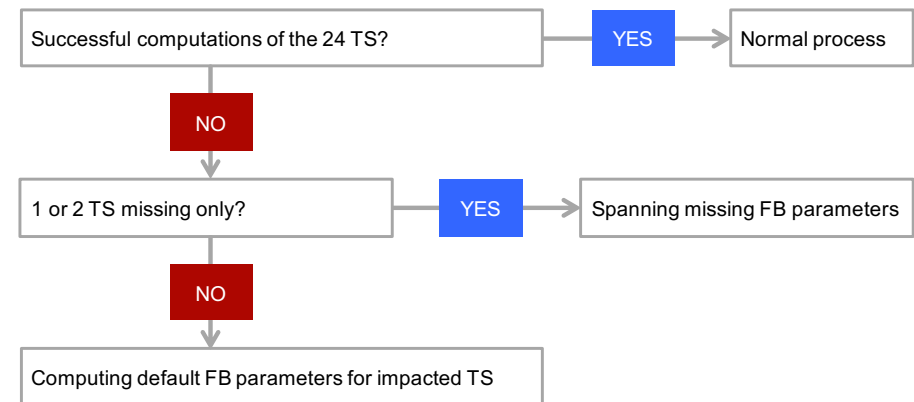 Successful computations of the 24 TS?
YES
Normal process
NO
1 or 2 TS missing only?
YES
Spanning missing FB parameters
NO
Computing default FB parameters for impacted TS